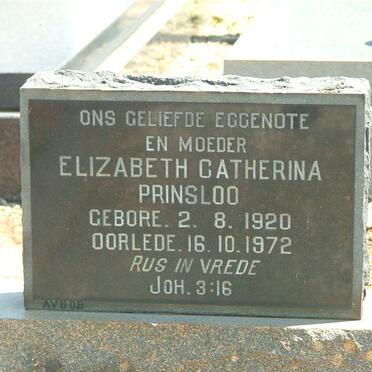 ONS GELIEFDE EGGENOTE
EN MOEDER
ELIZABETH CATHERINA
PRINSLOO
GEBORE. 2. 8. 1920
OORLEDE. 16. 10. 1972
RUS IN VREDE
JOH. 3:16